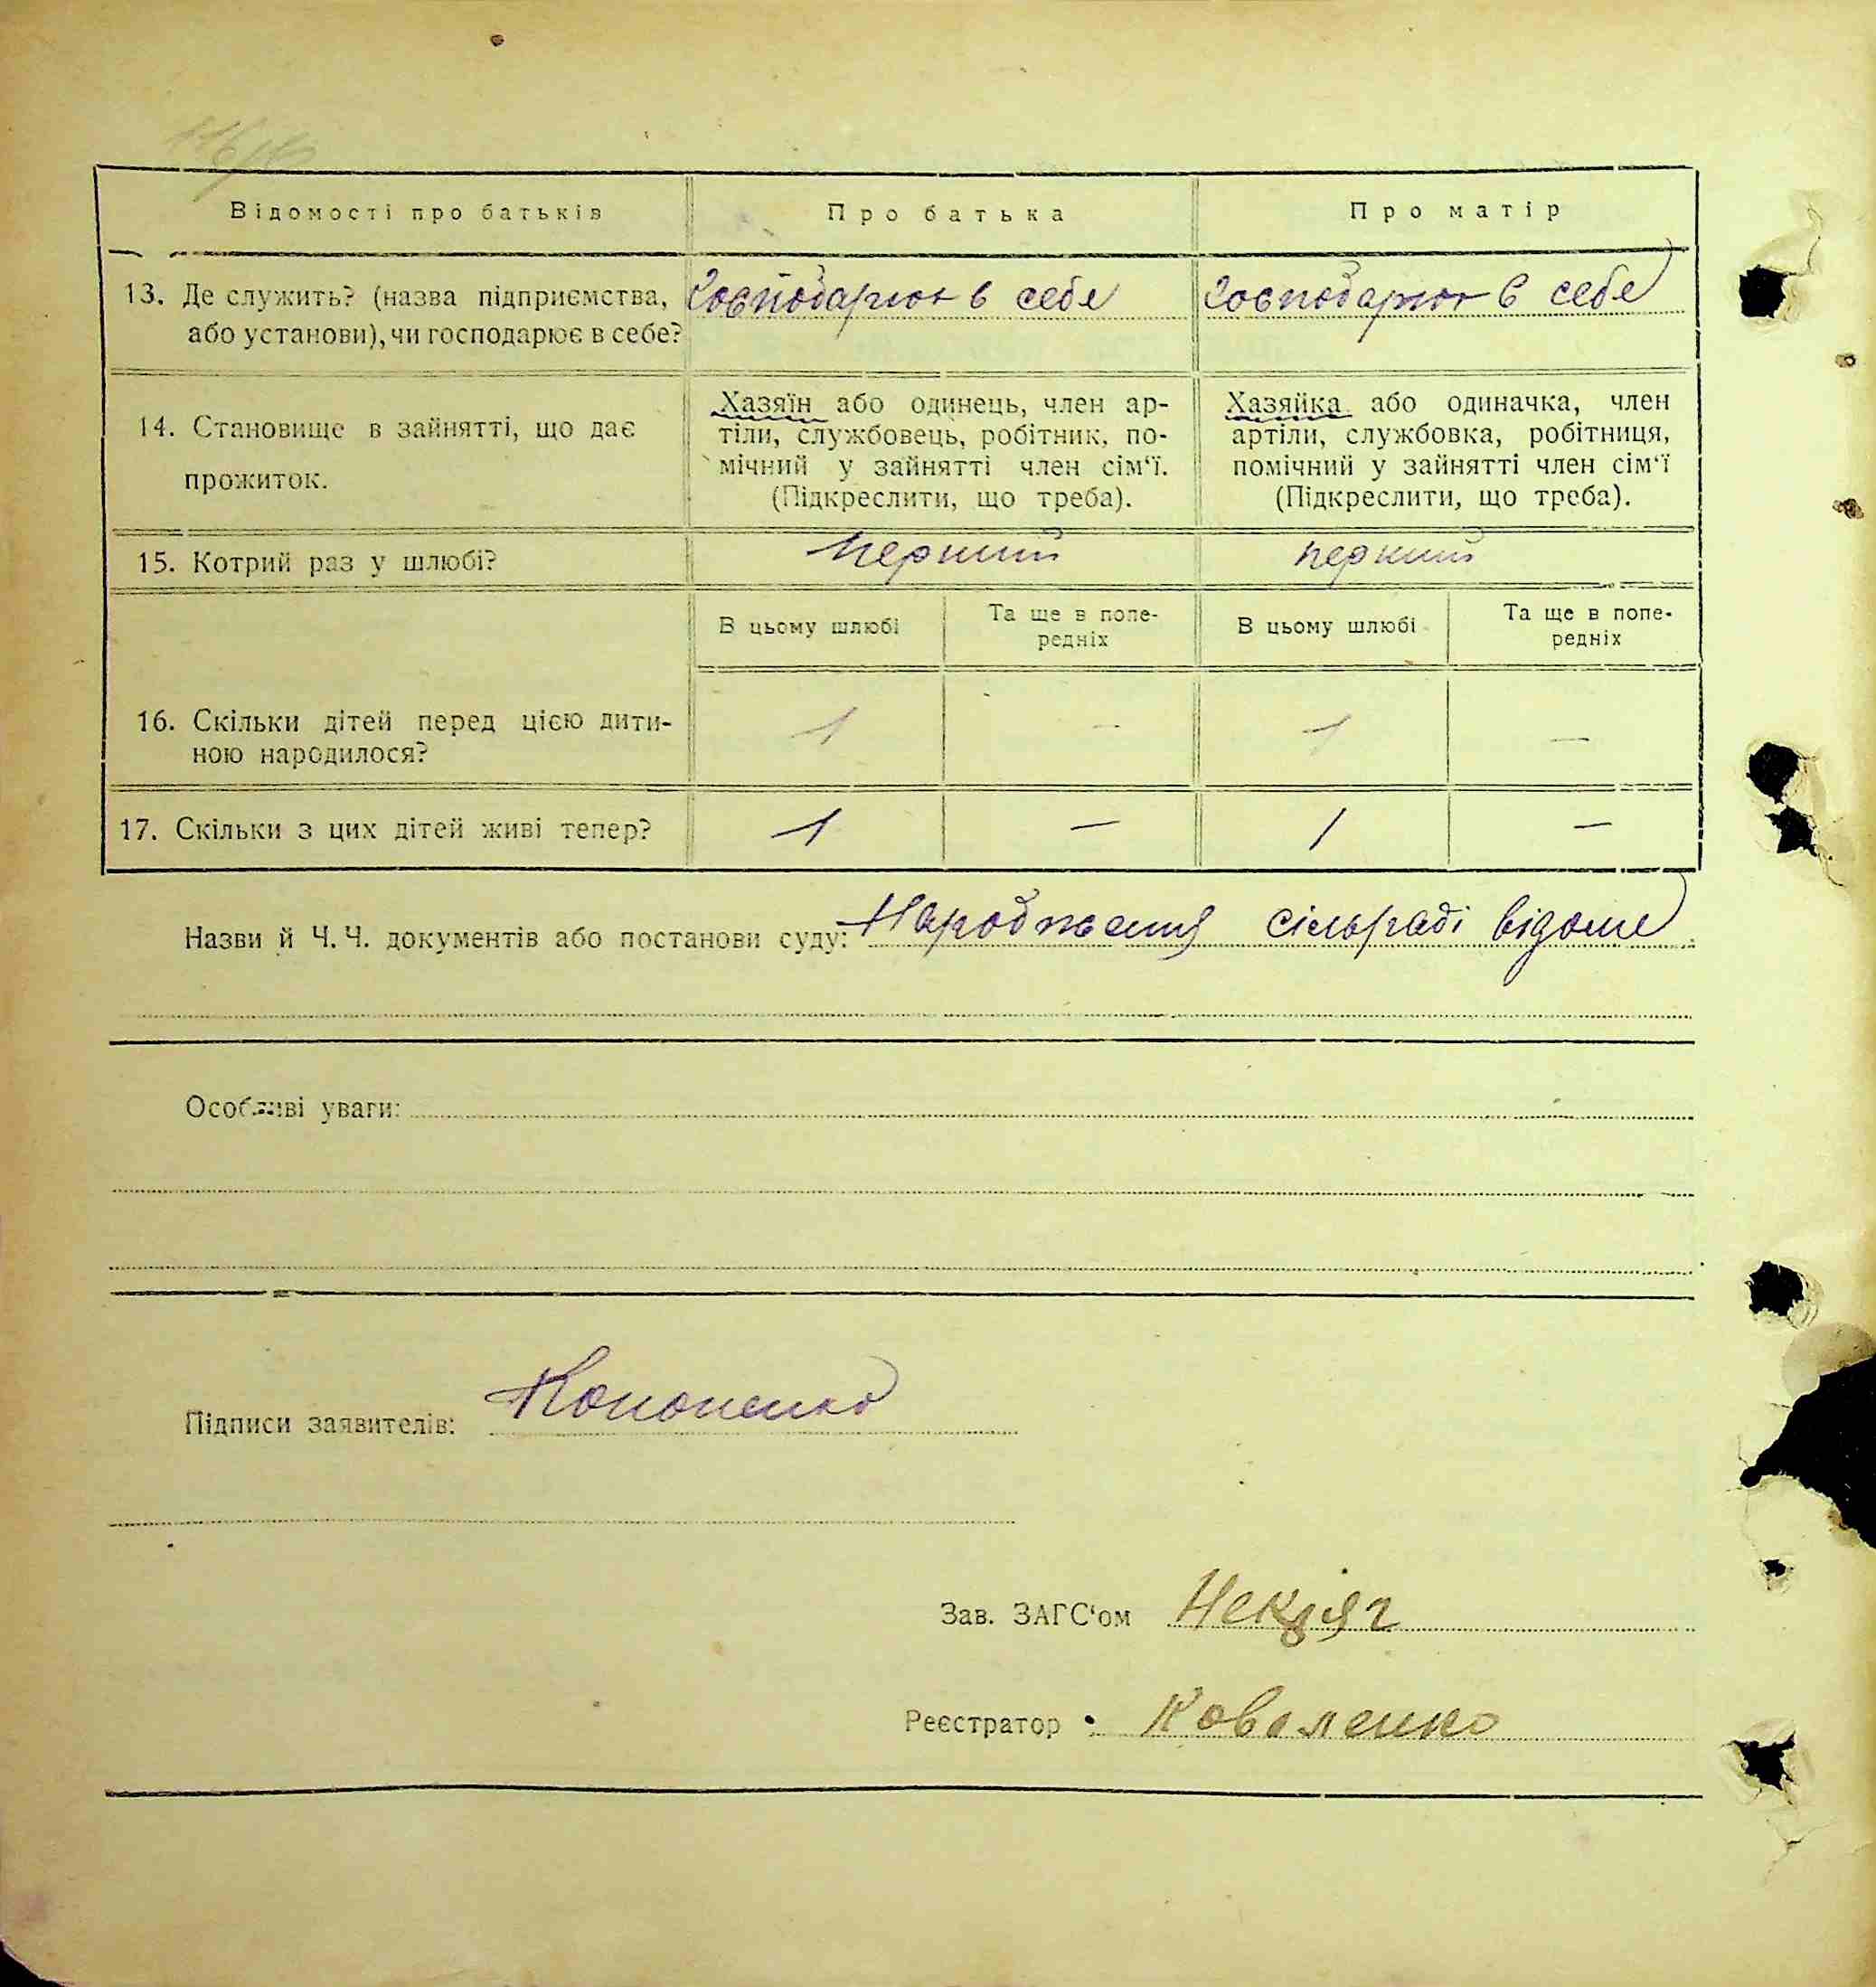 Відомості про батьків
Про батька
Про матір
13. Де служить? (назва підприємства,
або установи), чи господарює в себе?
господарює в себе
господарює в себе
14. Становище в зайнятті, що дає
прожиток.
Хазяїн або одинець, член ар-
тіли, службовець, робітник, по-
мічний у зайнятті член сім‘ї.
(Підкреслити, що треба).
Хазяйка або одиначка, член
артіли, службовка, робітниця,
помічний у зайнятті член сім‘ї
(Підкреслити, що треба).
15. Котрий раз у шлюбі?
перший
перший
В цьому шлюбі
Та ще в попе-
редніх
В цьому шлюбі
Та ще в попе-
редніх
16. Скільки дітей перед цією дити-
ною народилося?
1
—
1
—
17. Скільки з цих дітей живі тепер?
1
—
1
—
Назви й Ч. Ч. документів або постанови суду: Народження сільраді відоме
Особливі уваги:
Підписи заявителів: Кононенко
Зав. ЗАГС‘ом
Реєстратор Коваленко